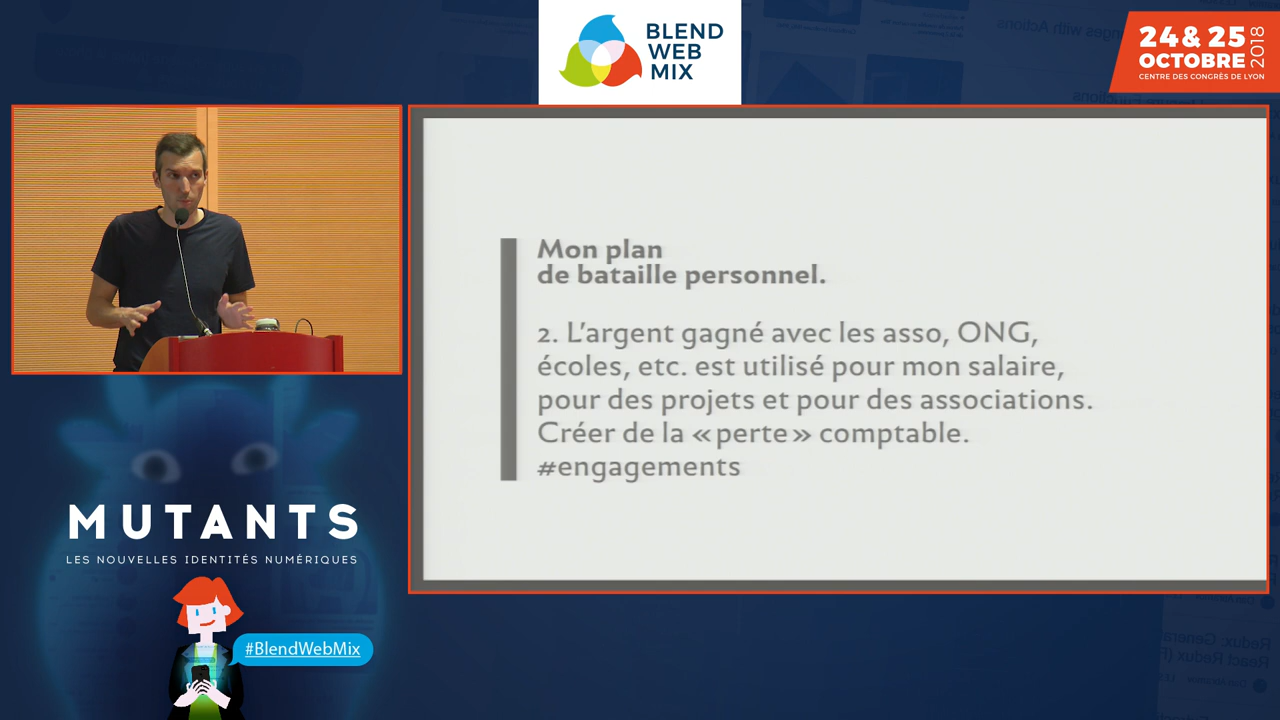 BLEND
WEB
MIX
24 & 25
OCTOBRE
2018
CENTRE DES CONGRÈS DE LYON
Mon plan
de bataille personnel.
2. L'argent gagné avec les asso, ONG,
écoles, etc. est utilisé pour mon salaire,
pour des projets et pour des associations.
Créer de la «perte» comptable.
#engagements
MUTANTS
LES NOUVELLES IDENTITÉS NUMÉRIQUES
#BlendWebMix